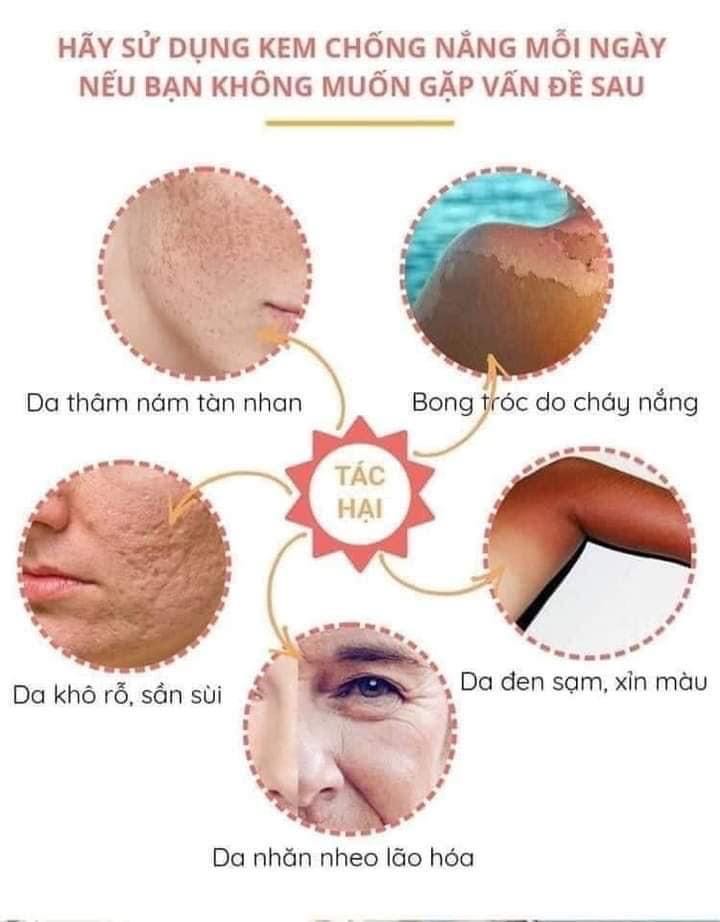 HÃY SỬ DỤNG KEM CHỐNG NẮNG MỖI NGÀY
NẾU BẠN KHÔNG MUỐN GẶP VẤN ĐỀ SAU
Da thâm nám tàn nhan
Bong tróc do cháy nắng
TÁC
HẠI
Da khô rỗ, sần sùi
Da đen sạm, xỉn màu
Da nhăn nheo lão hóa